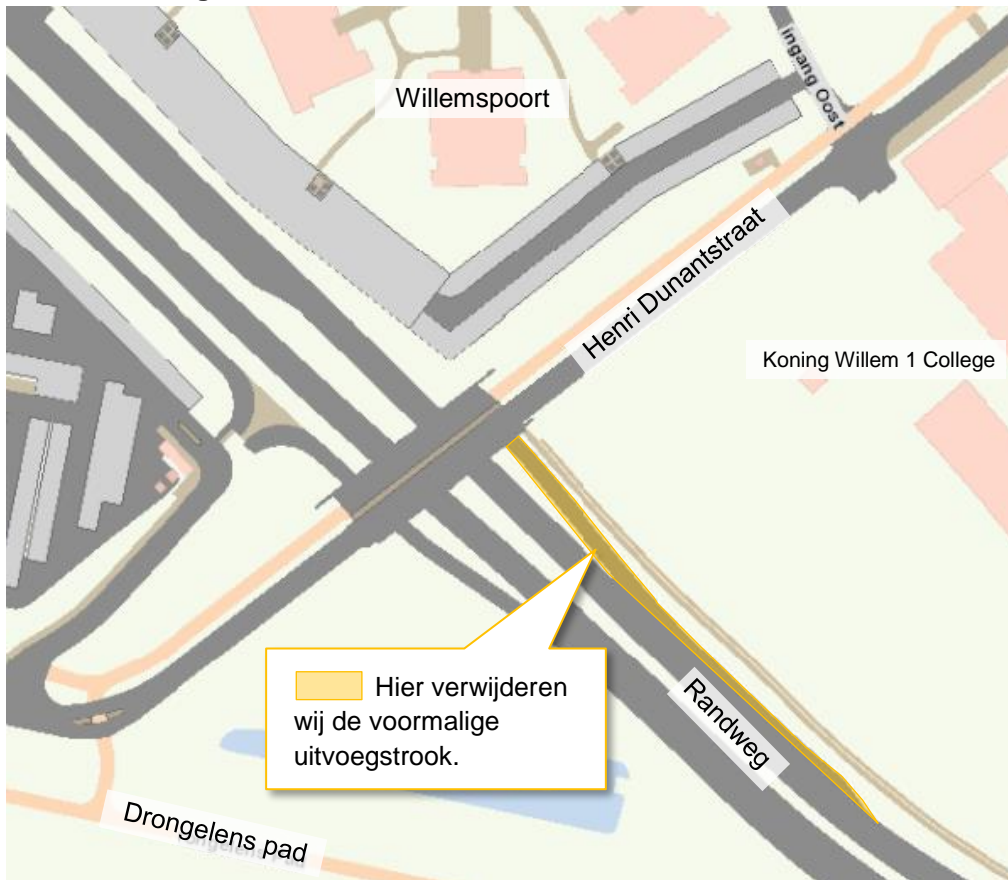 Willemspoort
ingang Oost
Henri Dunantstraat
Koning Willem 1 College
Hier verwijderen
wij de voormalige
uitvoegstrook.
Randweg
Drongelens pad